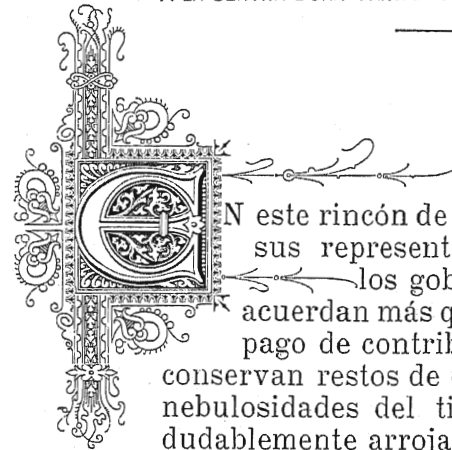 EN este rincón de
sus represent
los gob
acuerdan más q
pago de contrib
conservan restos de
nebulosidades del ti
dudablemente arroja